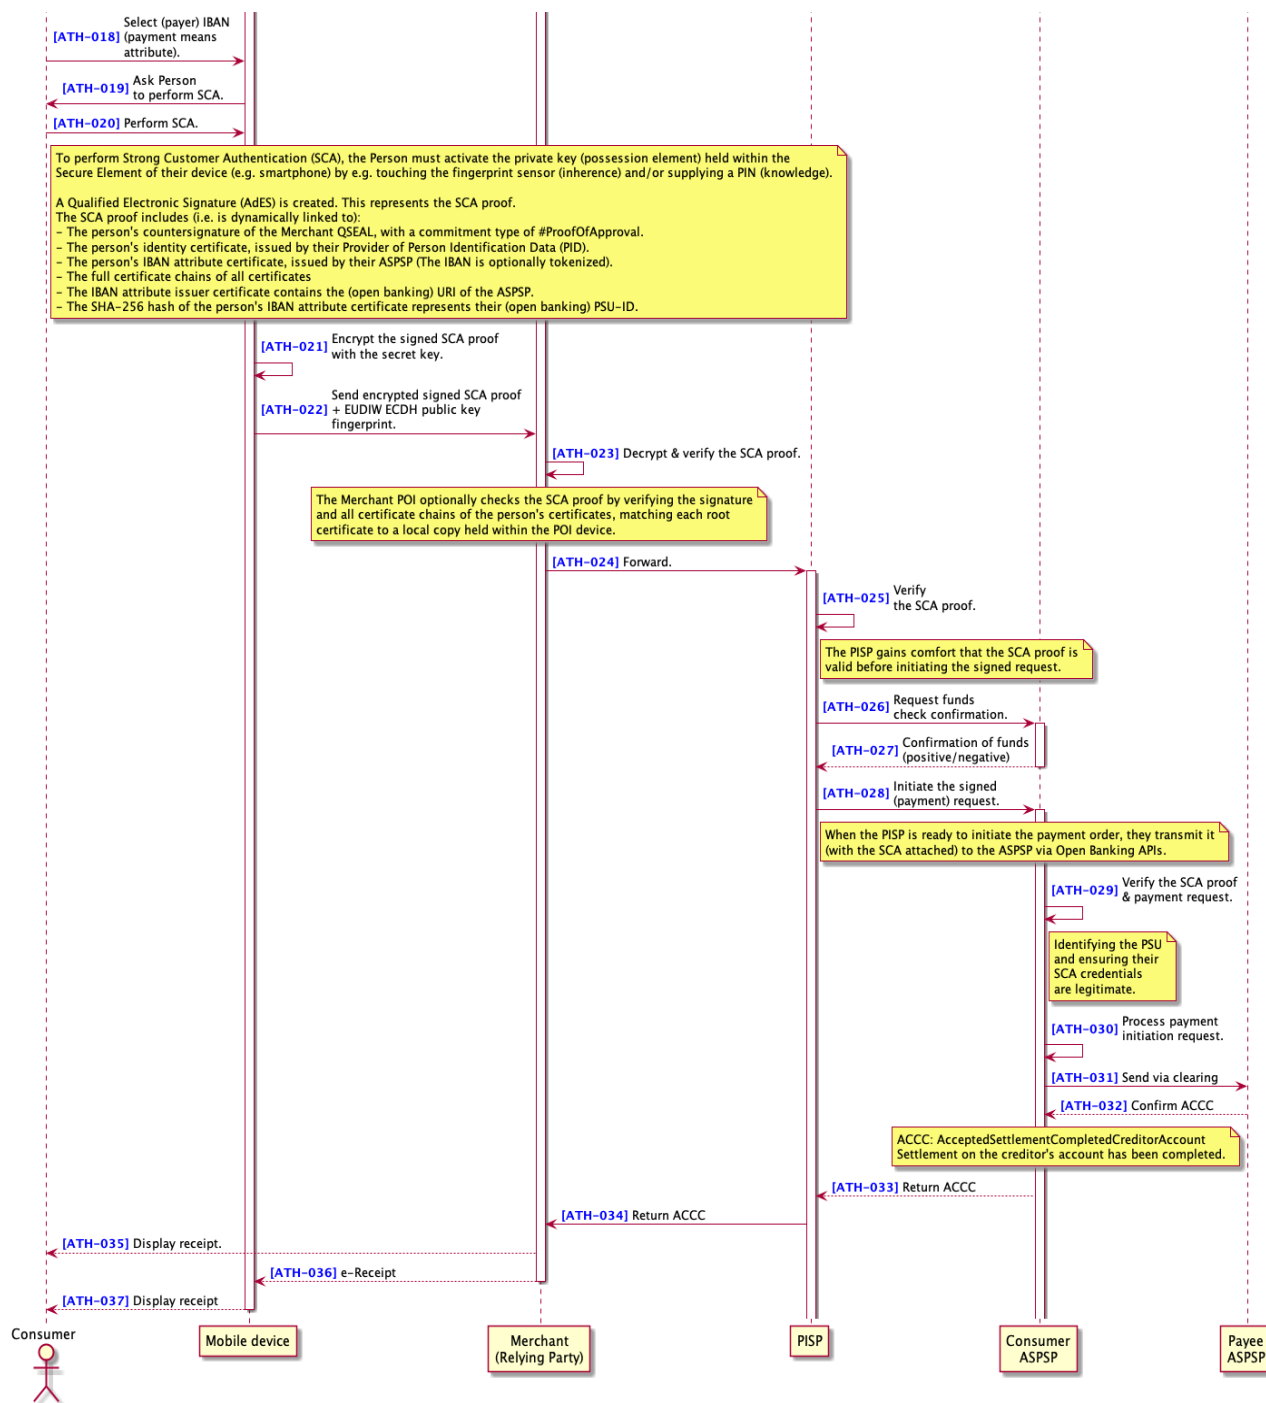 Select (payer) IBAN
[ATH-018] (payment means
attribute).
Ask Person
[ATH-019] to perform SCA.
[ATH-020] Perform SCA.
To perform Strong Customer Authentication (SCA), the Person must activate the private key (possession element) held within the
Secure Element of their device (e.g. smartphone) by e.g. touching the fingerprint sensor (inherence) and/or supplying a PIN (knowledge).
A Qualified Electronic Signature (AdES) is created. This represents the SCA proof.
The SCA proof includes (i.e. is dynamically linked to):
- The person's countersignature of the Merchant QSEAL, with a commitment type of #ProofOfApproval.
- The person's identity certificate, issued by their Provider of Person Identification Data (PID).
- The person's IBAN attribute certificate, issued by their ASPSP (The IBAN is optionally tokenized).
- The full certificate chains of all certificates
- The IBAN attribute issuer certificate contains the (open banking) URI of the ASPSP.
- The SHA-256 hash of the person's IBAN attribute certificate represents their (open banking) PSU-ID.
[ATH-021] Encrypt the signed SCA proof
with the secret key.
Send encrypted signed SCA proof
[ATH-022] + EUDIW ECDH public key
fingerprint.
[ATH-023] Decrypt & verify the SCA proof.
The Merchant POI optionally checks the SCA proof by verifying the signature
and all certificate chains of the person's certificates, matching each root
certificate to a local copy held within the POI device.
[ATH-024] Forward.
[ATH-025] Verify
the SCA proof.
The PISP gains comfort that the SCA proof is
valid before initiating the signed request.
[ATH-026] Request funds
check confirmation.
[ATH-027] Confirmation of funds
(positive/negative)
[ATH-028] Initiate the signed
(payment) request.
When the PISP is ready to initiate the payment order, they transmit it
(with the SCA attached) to the ASPSP via Open Banking APIs.
[ATH-029] Verify the SCA proof
& payment request.
Identifying the PSU
and ensuring their
SCA credentials
are legitimate.
[ATH-030] Process payment
initiation request.
[ATH-031] Send via clearing
[ATH-032] Confirm ACCC
ACCC: AcceptedSettlementCompletedCreditorAccount
Settlement on the creditor's account has been completed.
[ATH-033] Return ACCC
[ATH-034] Return ACCC
[ATH-035] Display receipt.
[ATH-036] e-Receipt
[ATH-037] Display receipt
Consumer
Mobile device
Merchant
(Relying Party)
PISP
Consumer
ASPSP
Payee
ASPSP